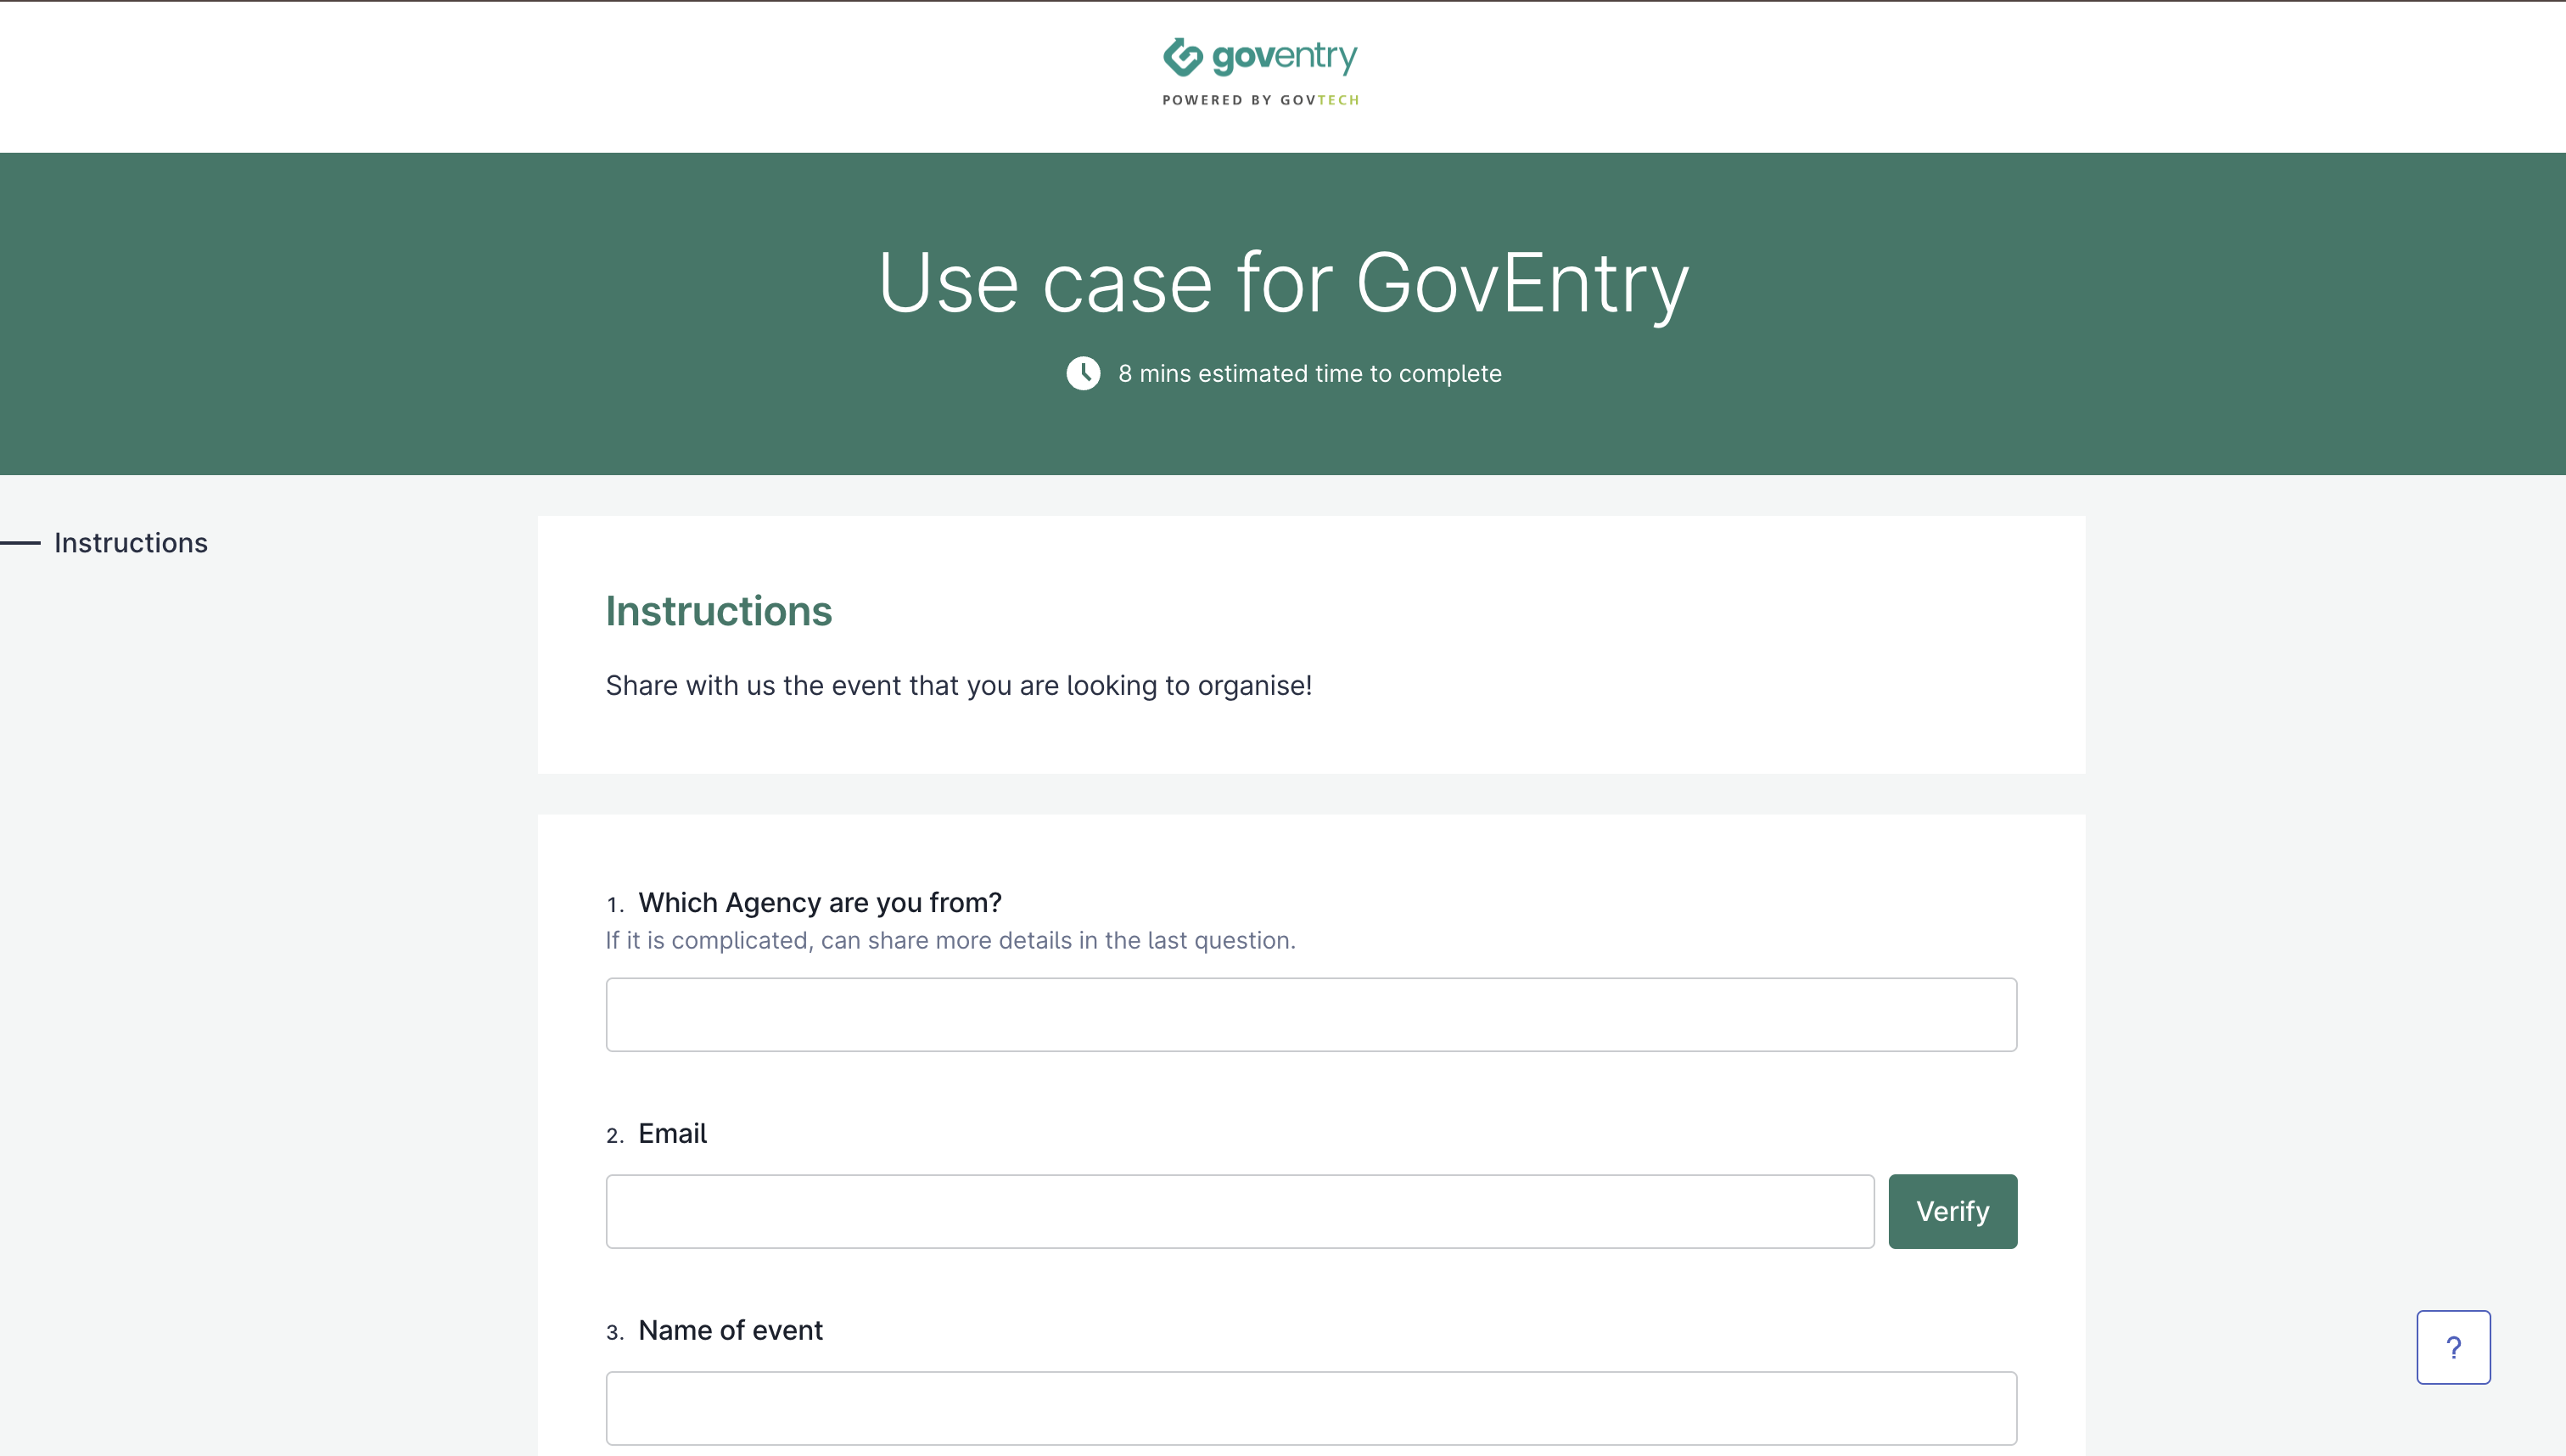 goventry
POWERED BY GOVTECH
Use case for GovEntry
8 mins estimated time to complete
Instructions
Instructions
Share with us the event that you are looking to organise!
1. Which Agency are you from?
If it is complicated, can share more details in the last question.
2. Email
Verify
3. Name of event
?